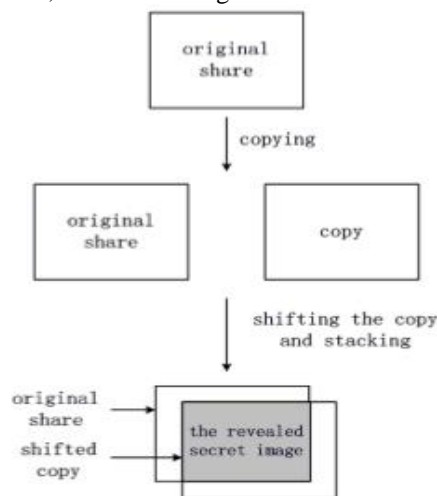 original
share
copying
original
share
copy
shifting the copy
and stacking
original
share
shifted
copy
the revealed
secret image